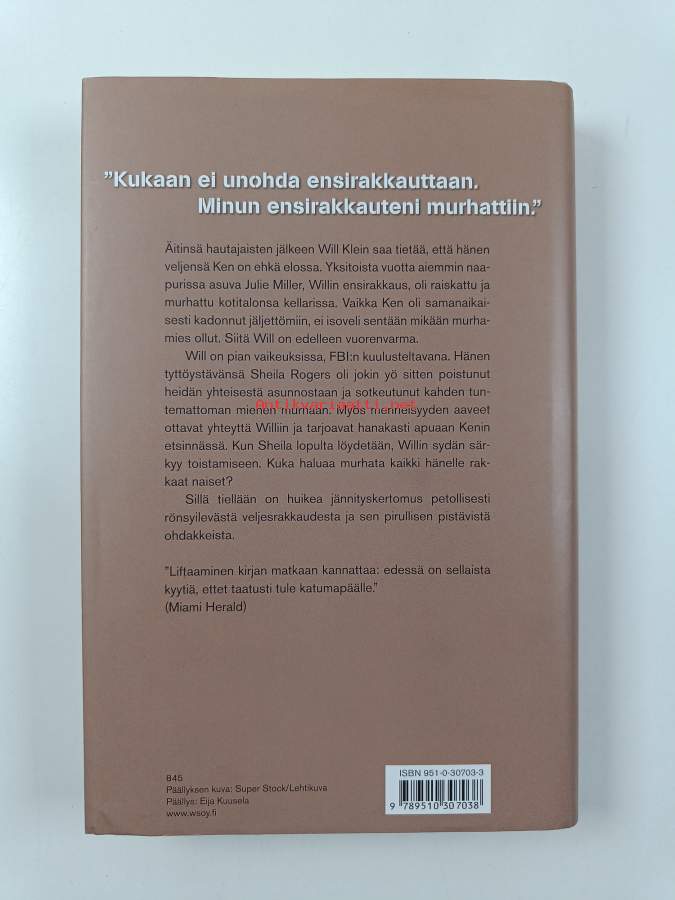 ”Kukaan ei unohda ensirakkauttaan.
Minun ensirakkauteni murhattiin.”
Äitinsä hautajaisten jälkeen Will Klein saa tietää, että hänen
veljensä Ken on ehkä elossa. Yksitoista vuotta aiemmin naa-
purissa asuva Julie Miller, Willin ensirakkaus, oli raiskattu ja
murhattu kotitalonsa kellarissa. Vaikka Ken oli samanaikai-
sesti kadonnut jäljettömiin, ei isoveli sentään mikään murha-
mies ollut. Siitä Will on edelleen vuorenvarma.
Will on pian vaikeuksissa, FBI:n kuulusteltavana. Hänen
tyttöystävänsä Sheila Rogers oli jokin yö sitten poistunut
heidän yhteisestä asunnostaan ja sotkeutunut kahden tun-
Antikvariaatti.net
temattoman miehen murhaan. Myös menneisyyden aaveet
ottavat yhteyttä Williin ja tarjoavat hanakasti apuaan Kenin
etsinnässä. Kun Sheila lopulta löydetään, Willin sydän sär-
kyy toistamiseen. Kuka haluaa murhata kaikki hänelle rak-
kaat naiset?
Sillä tiellään on huikea jännityskertomus petollisesti
rönsyilevästä veljesrakkaudesta ja sen pirullisen pistävistä
ohdakkeista.
”Liftaaminen kirjan matkaan kannattaa: edessä on sellaista
kyytiä, ettet taatusti tule katumapäälle.”
(Miami Herald)
845
Päällyksen kuva: Super Stock/Lehtikuva
Päällys: Eija Kuusela
www.wsoy.fi
ISBN 951-0-30703-3
9 789510 307038